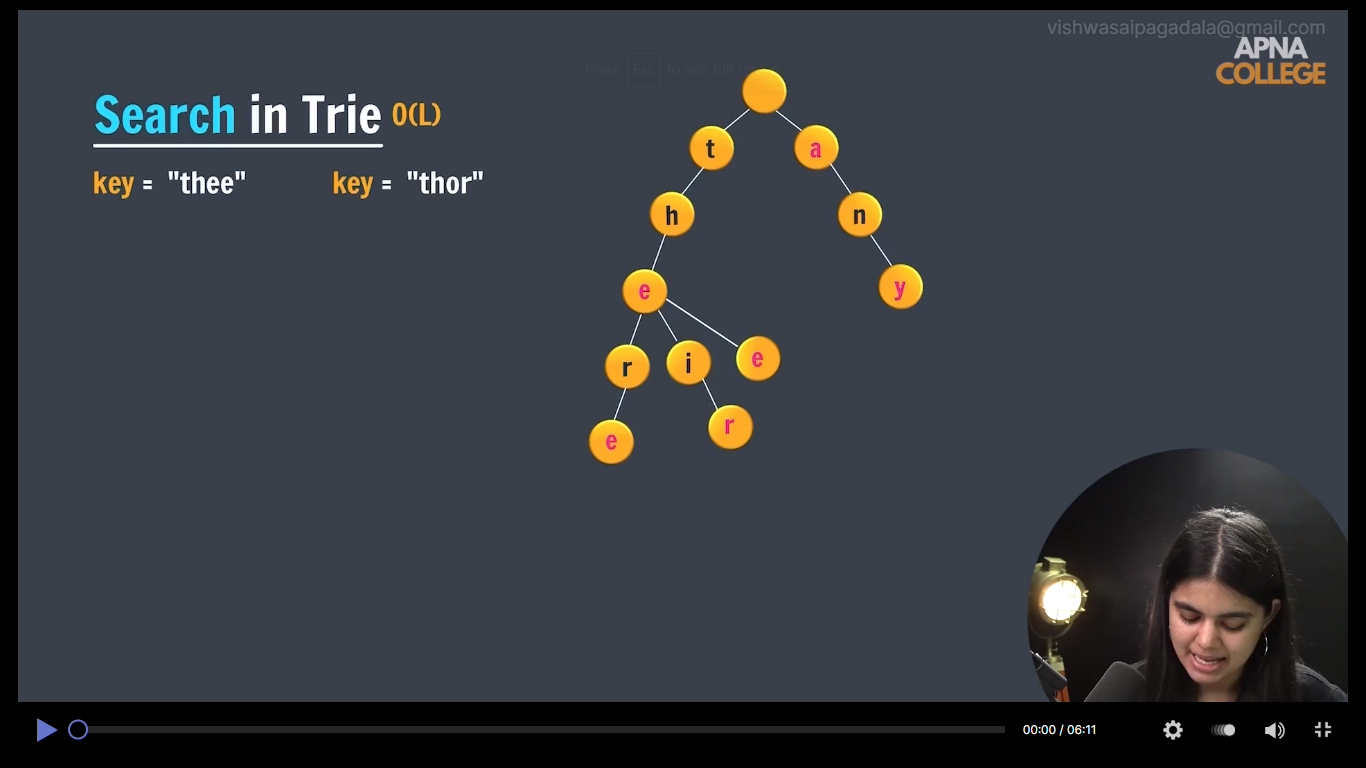 vishwasaipagadala@gmail.com
APNA
COLLEGE
Press Esc to exit full
Search in Trie O(L)
key = "thee" key = "thor"
t a
h n
e y
r i e
e r
00:00 / 06:11